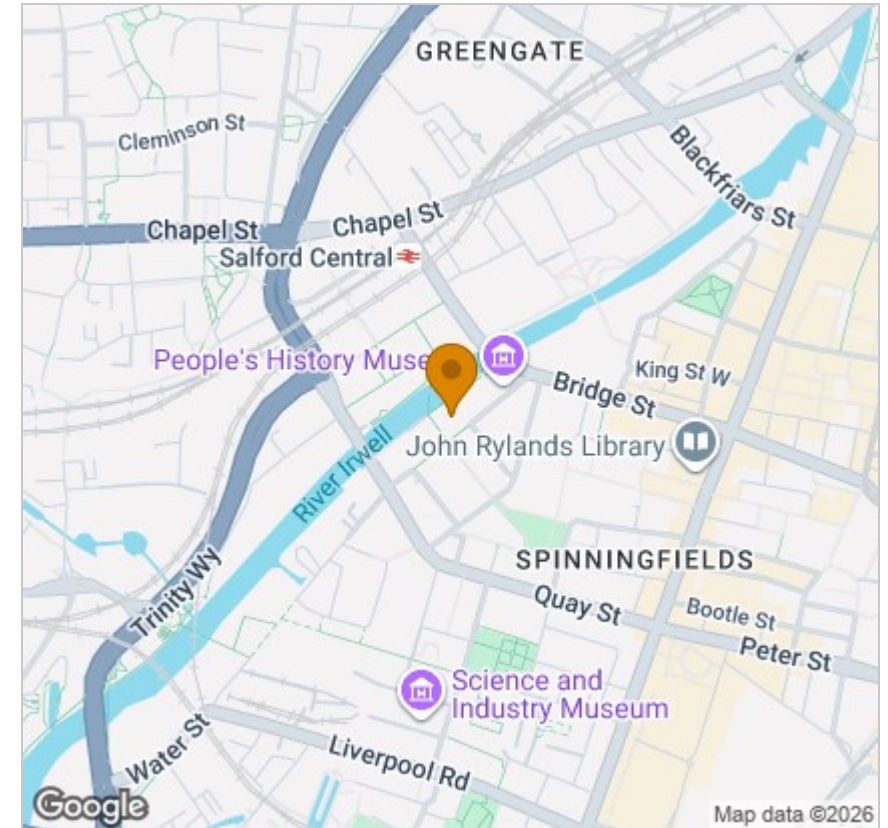 GREENGATE
Cleminson St
Blackfriars St
Chapel St
Chapel St
Salford Central
People's History Muse
King St W
Bridge St
John Rylands Library
River Irwell
SPINNINGFIELDS
Trinity Wy
Quay St
Bootle St
Peter St
Science and
Industry Museum
Water St
Liverpool Rd
Google
Map data ©2026